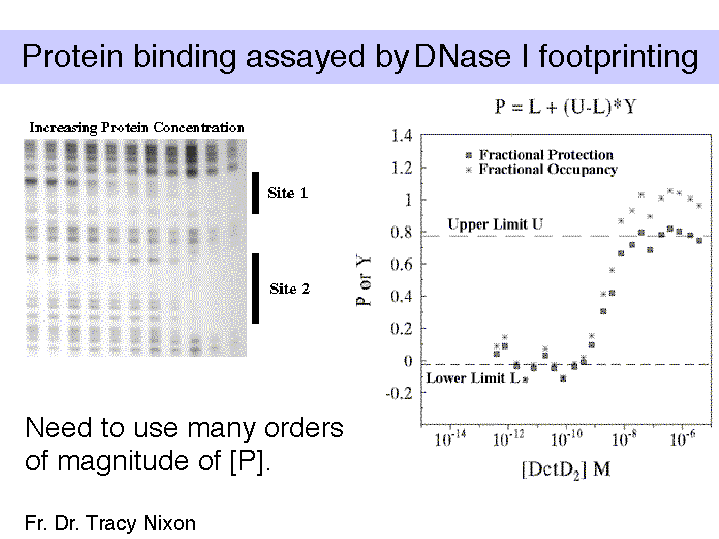 Protein binding assayed by DNase I footprinting
Increasing Protein Concentration
Site 1
Site 2
P = L + (U-L)*Y
1.4
1.2
1
0.8
0.6
0.4
0.2
0
-0.2
P or Y
Fractional Protection
Fractional Occupancy
Upper Limit U
Lower Limit L
10⁻¹⁴ 10⁻¹² 10⁻¹⁰ 10⁻⁸ 10⁻⁶
[DctD₂] M
Need to use many orders
of magnitude of [P].
Fr. Dr. Tracy Nixon